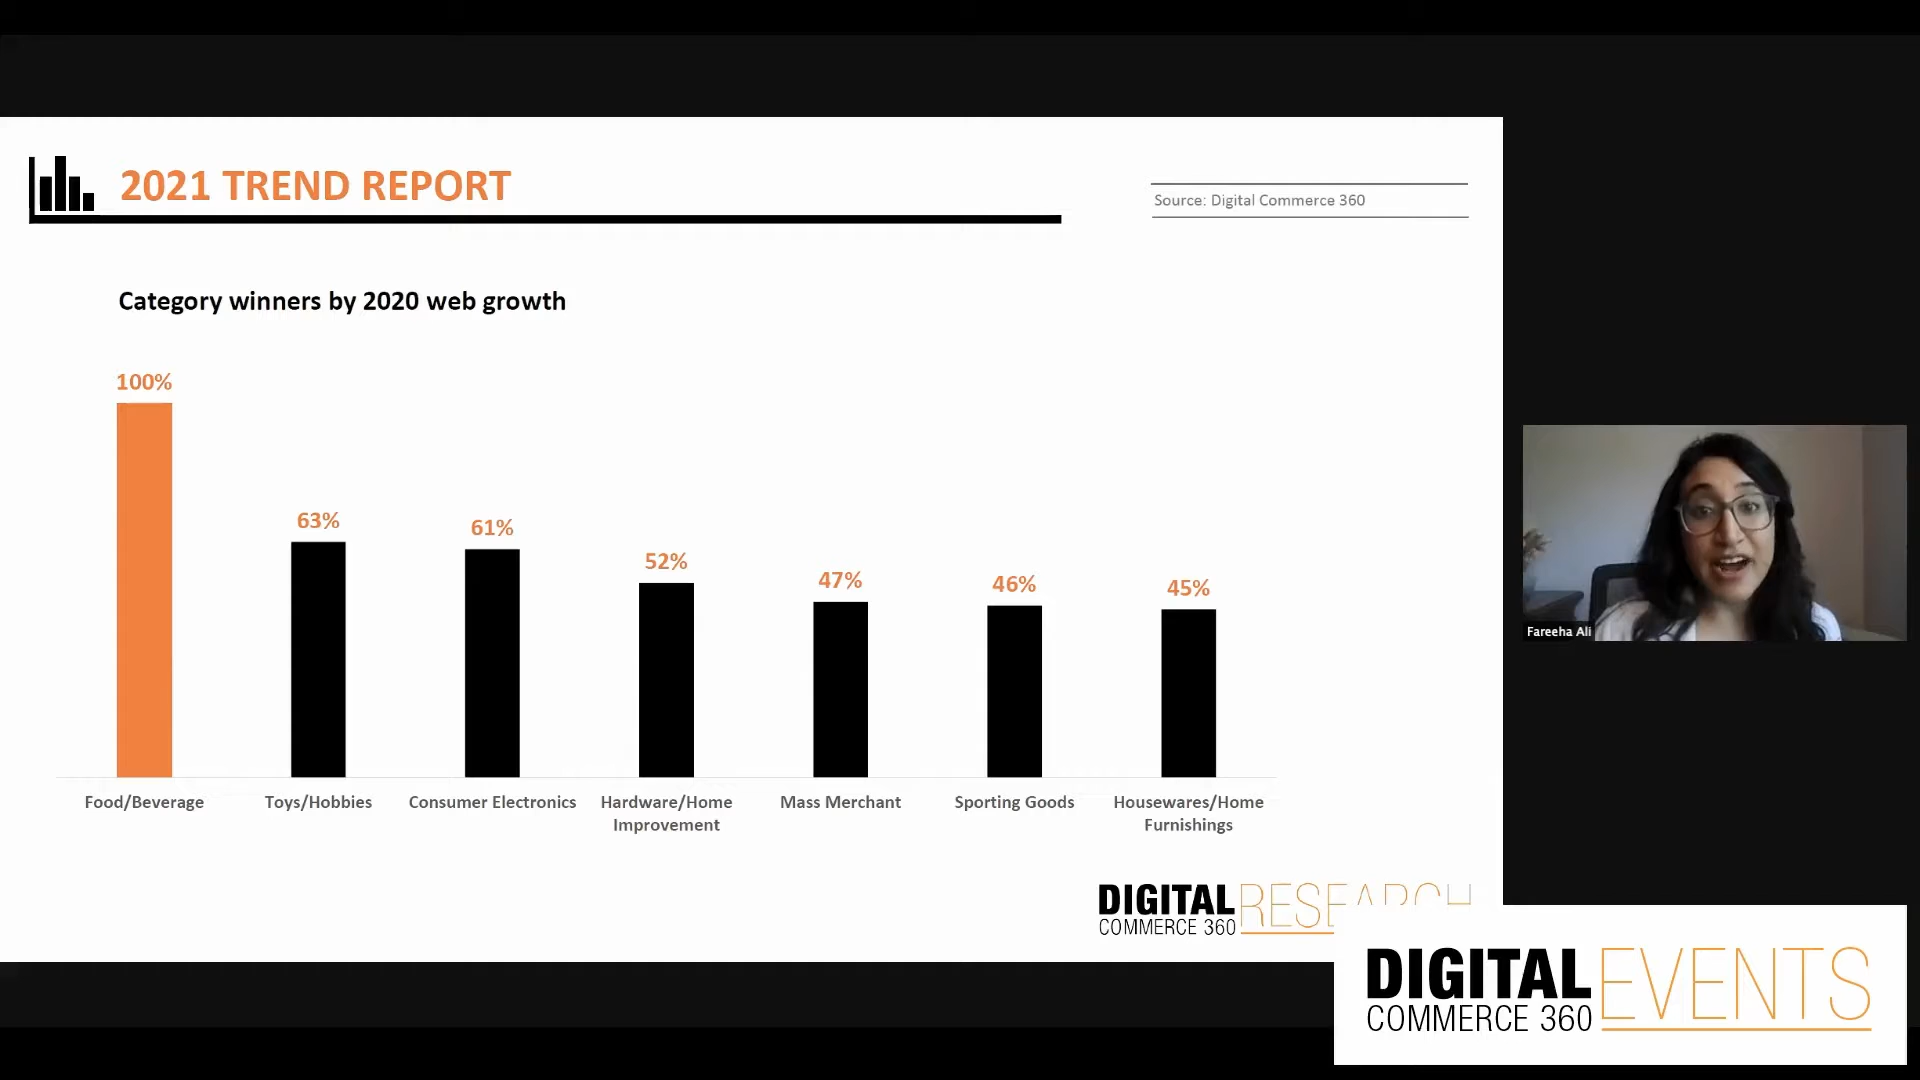 2021 TREND REPORT
Source: Digital Commerce 360
Category winners by 2020 web growth
100%
63%
61%
52%
47%
46%
45%
Food/Beverage
Toys/Hobbies
Consumer Electronics
Hardware/Home
Improvement
Mass Merchant
Sporting Goods
Housewares/Home
Furnishings
Fareeha Ali
DIGITAL RESEARCH
COMMERCE 360
DIGITAL EVENTS
COMMERCE 360